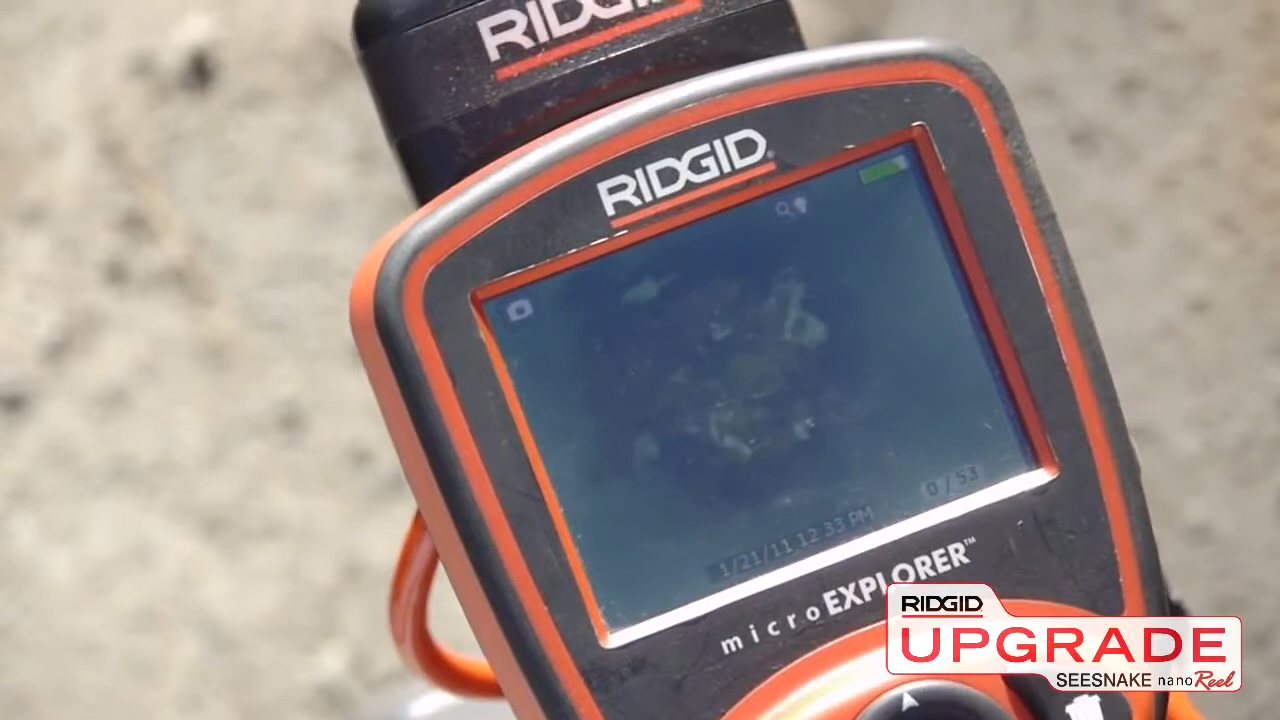 RIDGID
RIDGID
0 / 53
1/21/11 12 33 PM
microEXPLORER™
RIDGID
UPGRADE
SEESNAKE nanoReel